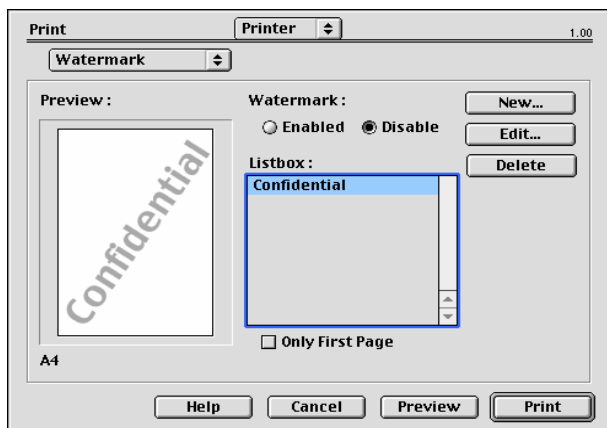 Print Printer 1.00
Watermark
Preview : Watermark : New...
Enabled Disable Edit...
Listbox : Delete
Confidential
Confidential
Only First Page
A4
Help Cancel Preview Print